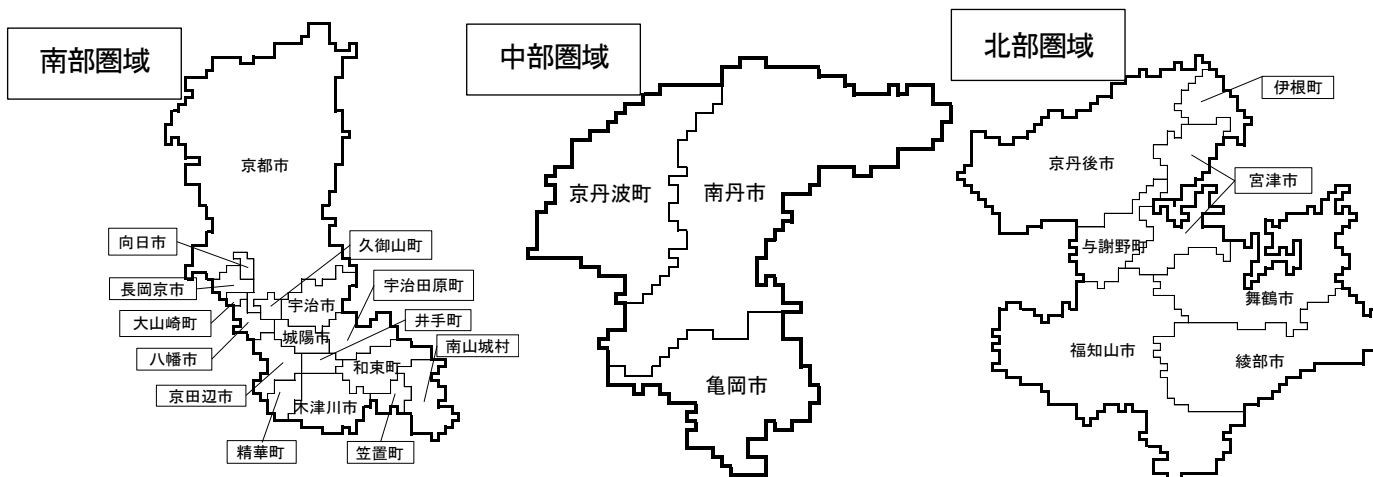 南部圏域
京都市
向日市
久御山町
長岡京市
宇治市
宇治田原町
大山崎町
井手町
城陽市
南山城村
八幡市
和束町
京田辺市
木津川市
精華町
笠置町
中部圏域
京丹波町
南丹市
亀岡市
北部圏域
伊根町
京丹後市
宮津市
与謝野町
舞鶴市
福知山市
綾部市